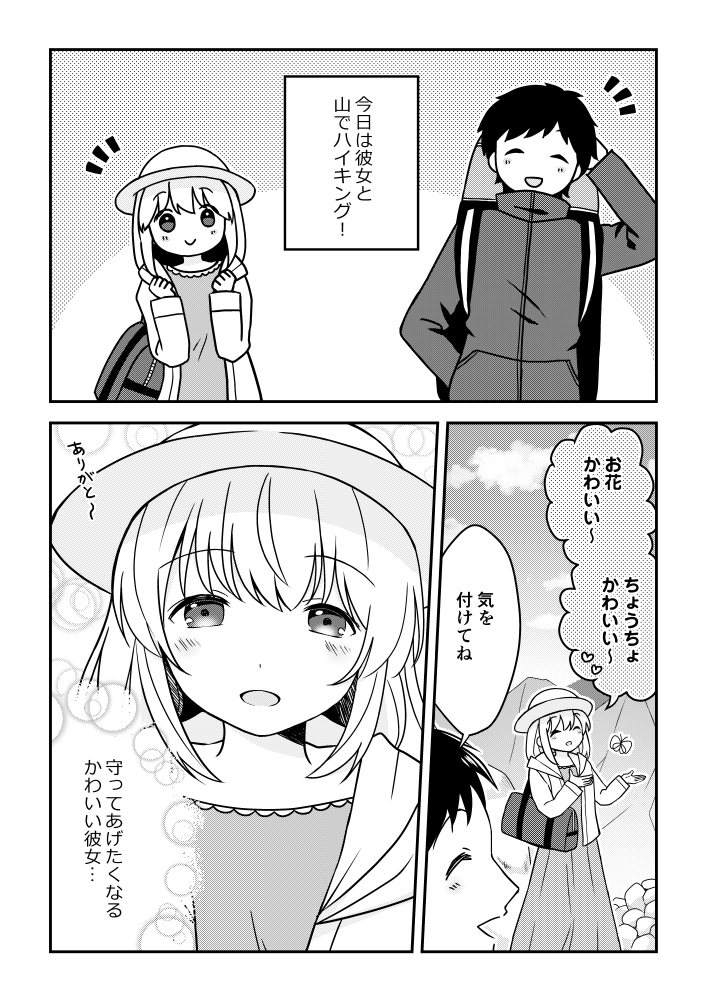 今日は彼女と
山でハイキング！
お花
かわいい～
ちょうちょ
かわいい～
気を
付けてね
ありがと～
守ってあげたくなる
かわいい彼女…